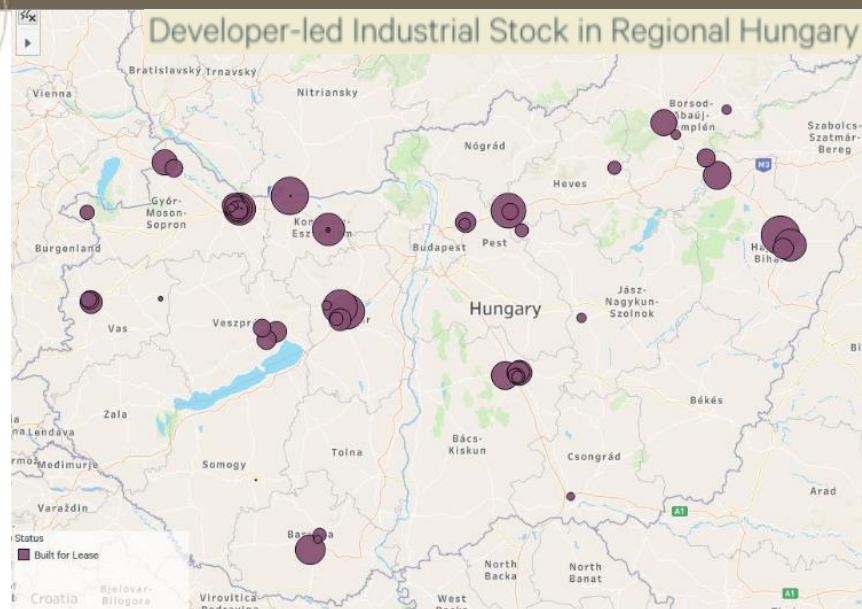 Developer-led Industrial Stock in Regional Hungary
Bratislavský
Trnavský
Vienna
Nitriansky
Borsod-
Szabolcs-
Szatmár-
Bereg
Nógrád
M3
Heves
Győr-
Moson-
Sopron
Burgenland
Budapest
Pest
Jász-
Nagykun-
Szolnok
Hungary
Vas
Zala
Békés
Bács-
Kiskun
Somogy
Tolna
Csongrád
Lendava
Međimurje
Varaždin
Arad
A1
Status
Built for Lease
North
Backa
North
Banat
Croatia
Bjelovar-
Bilogora
Virovitica-
West
A1